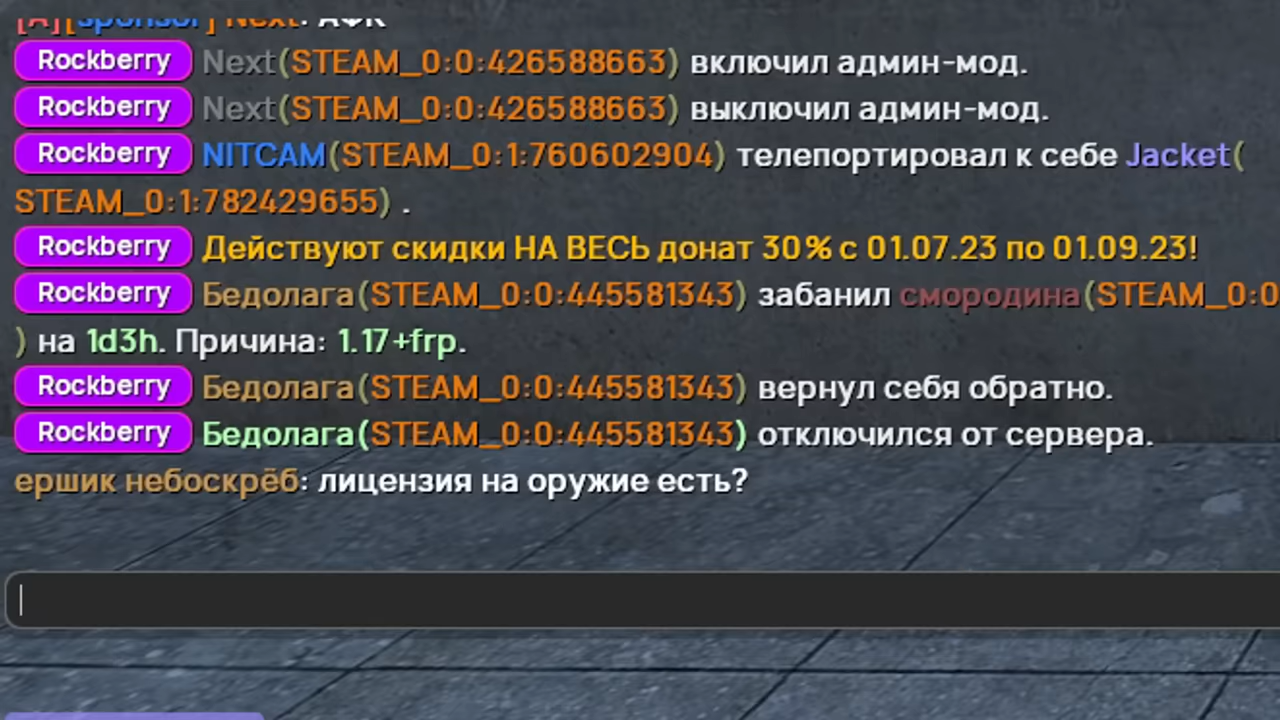 [A][sponsor] Next: АФК
Rockberry Next(STEAM_0:0:426588663) включил админ-мод.
Rockberry Next(STEAM_0:0:426588663) выключил админ-мод.
Rockberry NITCAM(STEAM_0:1:760602904) телепортировал к себе Jacket(
STEAM_0:1:782429655) .
Rockberry Действуют скидки НА ВЕСЬ донат 30% с 01.07.23 по 01.09.23!
Rockberry Бедолага(STEAM_0:0:445581343) забанил смородина(STEAM_0:0
) на 1d3h. Причина: 1.17+frp.
Rockberry Бедолага(STEAM_0:0:445581343) вернул себя обратно.
Rockberry Бедолага(STEAM_0:0:445581343) отключился от сервера.
ершик небоскрёб: лицензия на оружие есть?